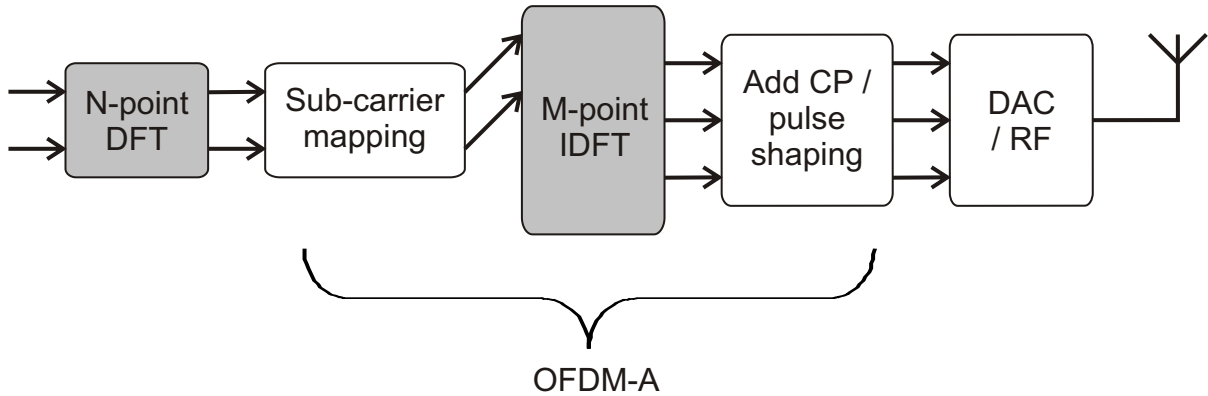 N-point
DFT
Sub-carrier
mapping
M-point
IDFT
Add CP /
pulse
shaping
DAC
/ RF
OFDM-A